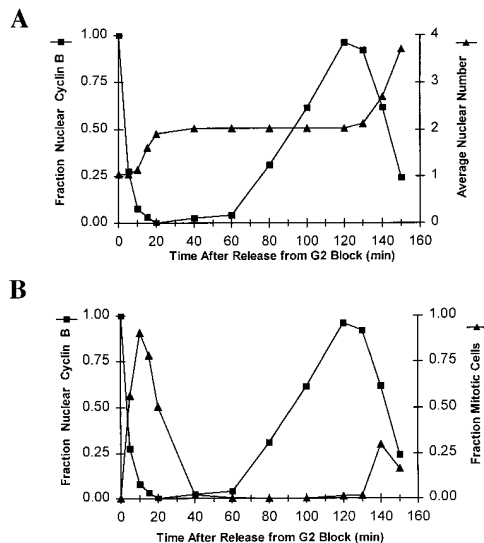 A
Fraction Nuclear Cyclin B
1.00
0.75
0.50
0.25
0.00
0 20 40 60 80 100 120 140 160
Time After Release from G2 Block (min)
4
3
2
1
0
Average Nuclear Number
B
Fraction Nuclear Cyclin B
1.00
0.75
0.50
0.25
0.00
0 20 40 60 80 100 120 140 160
Time After Release from G2 Block (min)
1.00
0.75
0.50
0.25
0.00
Fraction Mitotic Cells